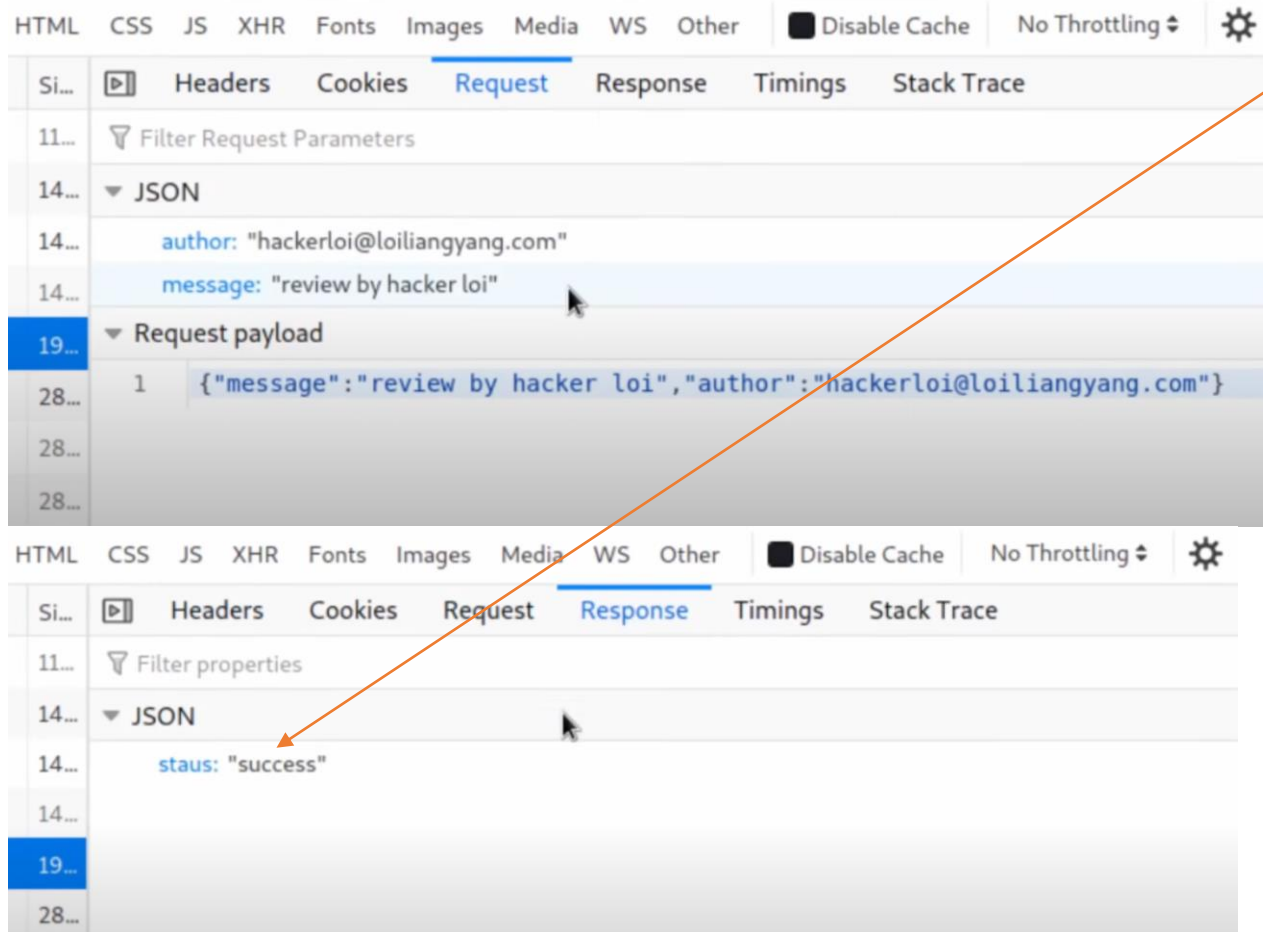 HTML CSS JS XHR Fonts Images Media WS Other Disable Cache No Throttling
Si... Headers Cookies Request Response Timings Stack Trace
11... Filter Request Parameters
14... JSON
14... author: "hackerloi@loiliangyang.com"
14... message: "review by hacker loi"
19... Request payload
28... 1 {"message":"review by hacker loi","author":"hackerloi@loiliangyang.com"}
28...
28...
HTML CSS JS XHR Fonts Images Media WS Other Disable Cache No Throttling
Si... Headers Cookies Request Response Timings Stack Trace
11... Filter properties
14... JSON
14... staus: "success"
14...
19...
28...